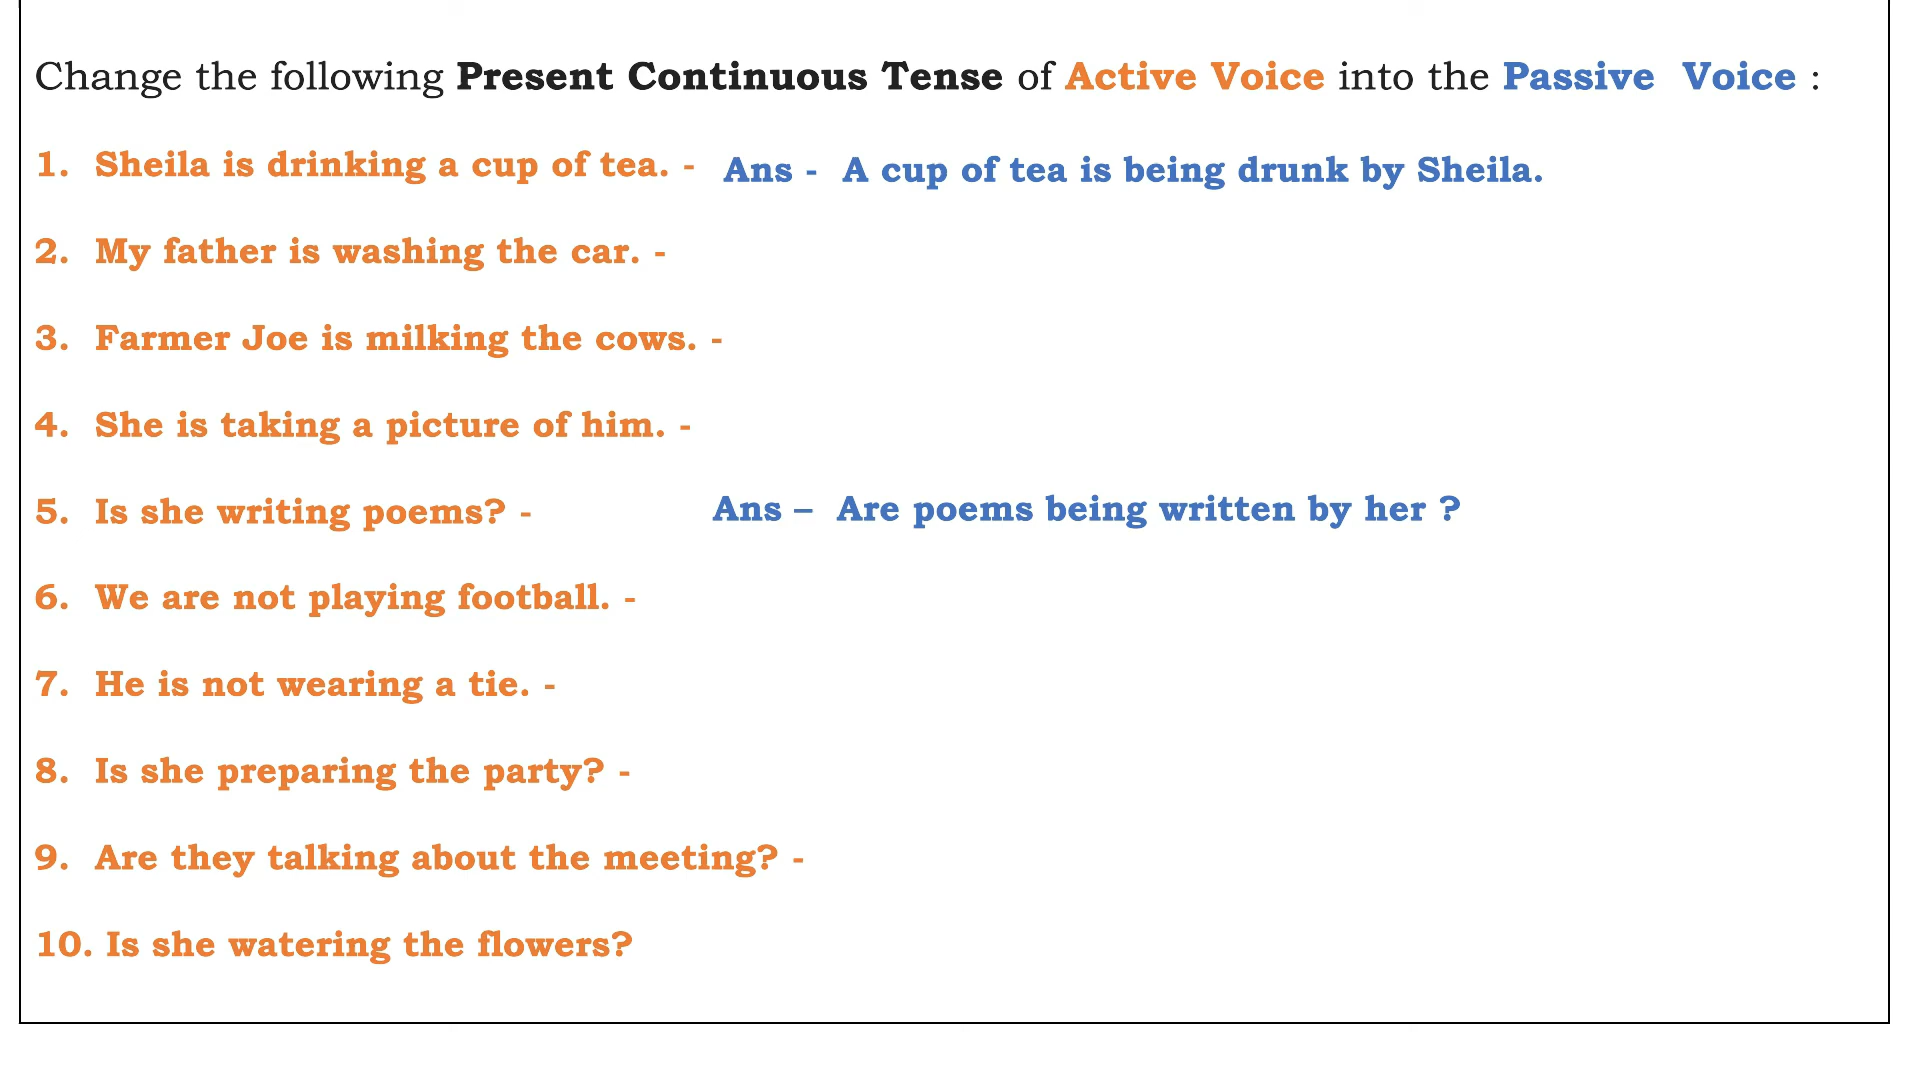 Change the following Present Continuous Tense of Active Voice into the Passive Voice :
1. Sheila is drinking a cup of tea. - Ans - A cup of tea is being drunk by Sheila.
2. My father is washing the car. -
3. Farmer Joe is milking the cows. -
4. She is taking a picture of him. -
5. Is she writing poems? - Ans – Are poems being written by her ?
6. We are not playing football. -
7. He is not wearing a tie. -
8. Is she preparing the party? -
9. Are they talking about the meeting? -
10. Is she watering the flowers?